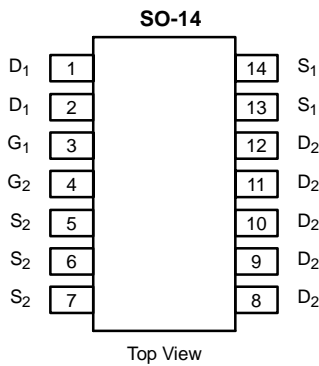 SO-14
D₁ 1 14 S₁
D₁ 2 13 S₁
G₁ 3 12 D₂
G₂ 4 11 D₂
S₂ 5 10 D₂
S₂ 6 9 D₂
S₂ 7 8 D₂
Top View